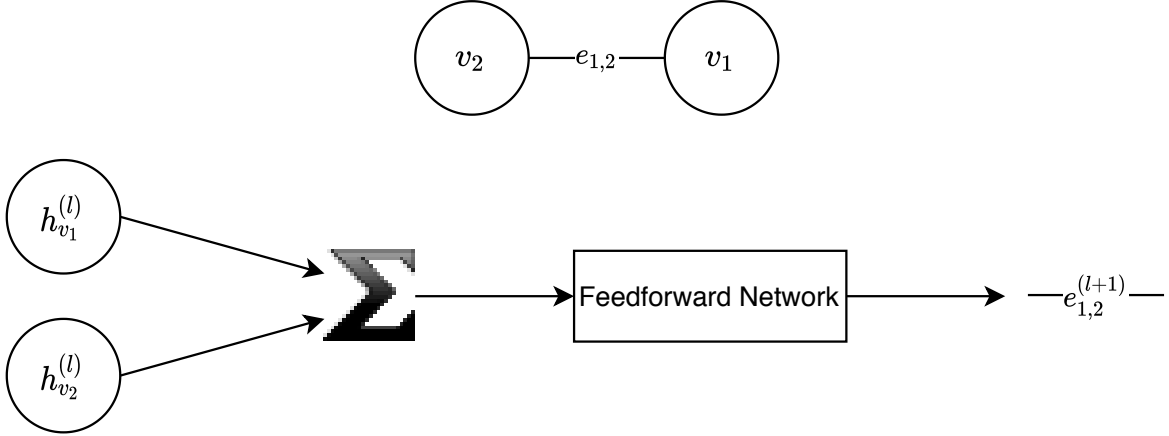 v₂ e₁,₂ v₁
h_{v₁}^{(l)}
Σ Feedforward Network e_{1,2}^{(l+1)}
h_{v₂}^{(l)}